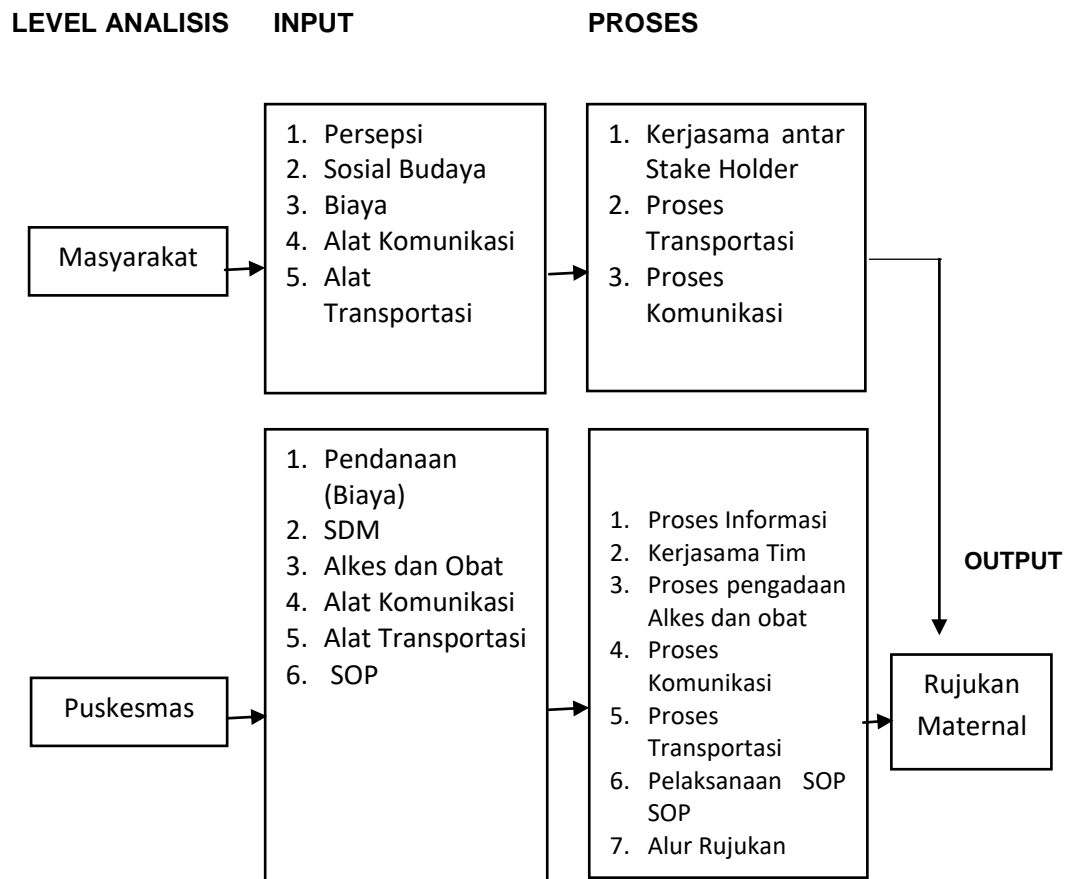 LEVEL ANALISIS INPUT PROSES
Masyarakat
1. Persepsi
2. Sosial Budaya
3. Biaya
4. Alat Komunikasi
5. Alat
Transportasi
1. Kerjasama antar
Stake Holder
2. Proses
Transportasi
3. Proses
Komunikasi
Puskesmas
1. Pendanaan
(Biaya)
2. SDM
3. Alkes dan Obat
4. Alat Komunikasi
5. Alat Transportasi
6. SOP
1. Proses Informasi
2. Kerjasama Tim
3. Proses pengadaan
Alkes dan obat
4. Proses
Komunikasi
5. Proses
Transportasi
6. Pelaksanaan SOP
SOP
7. Alur Rujukan
OUTPUT
Rujukan
Maternal